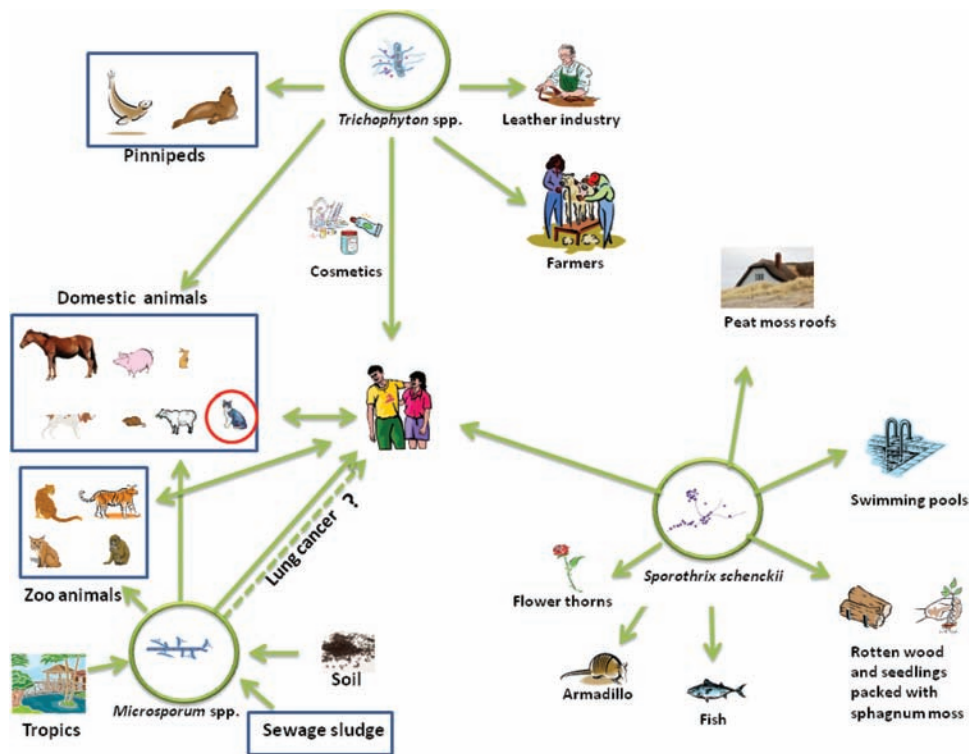 Trichophyton spp.
Leather industry
Pinnipeds
Cosmetics
Farmers
Domestic animals
Peat moss roofs
Swimming pools
Zoo animals
Lung cancer ?
Sporothrix schenckii
Flower thorns
Armadillo
Fish
Rotten wood
and seedlings
packed with
sphagnum moss
Tropics
Microsporum spp.
Soil
Sewage sludge